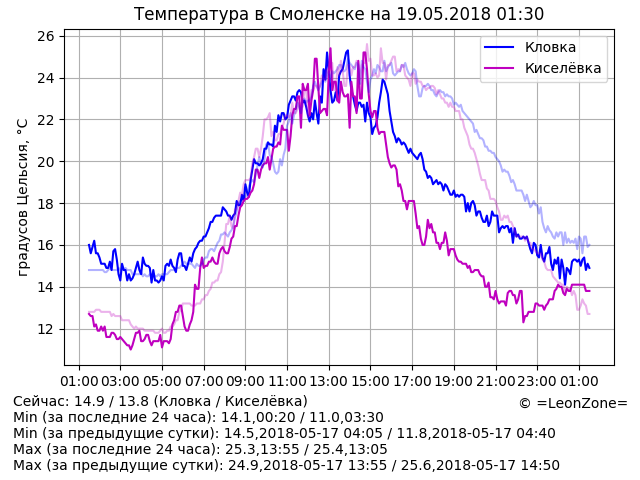 Температура в Смоленске на 19.05.2018 01:30
градусов Цельсия, °C
26
24
22
20
18
16
14
12
Кловка
Киселёвка
01:00 03:00 05:00 07:00 09:00 11:00 13:00 15:00 17:00 19:00 21:00 23:00 01:00
Сейчас: 14.9 / 13.8 (Кловка / Киселёвка)
© =LeonZone=
Min (за последние 24 часа): 14.1,00:20 / 11.0,03:30
Min (за предыдущие сутки): 14.5,2018-05-17 04:05 / 11.8,2018-05-17 04:40
Max (за последние 24 часа): 25.3,13:55 / 25.4,13:05
Max (за предыдущие сутки): 24.9,2018-05-17 13:55 / 25.6,2018-05-17 14:50